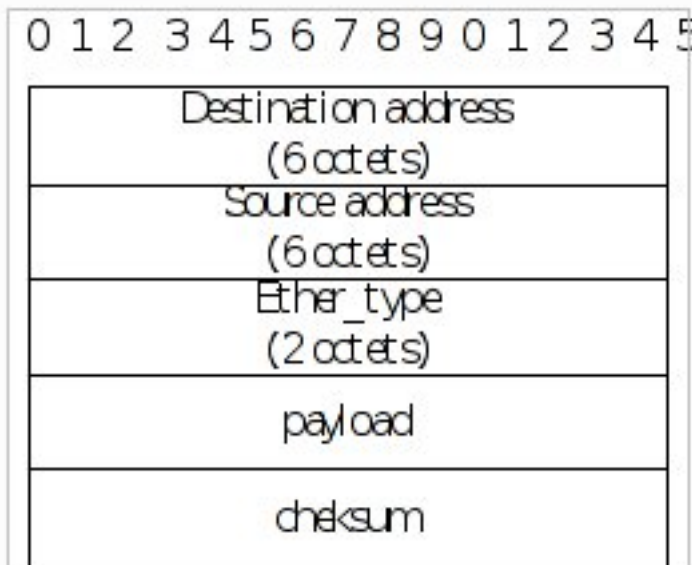 0 1 2 3 4 5 6 7 8 9 0 1 2 3 4 5
Destination address
(6 octets)
Source address
(6 octets)
Ether_type
(2 octets)
payload
cheksum